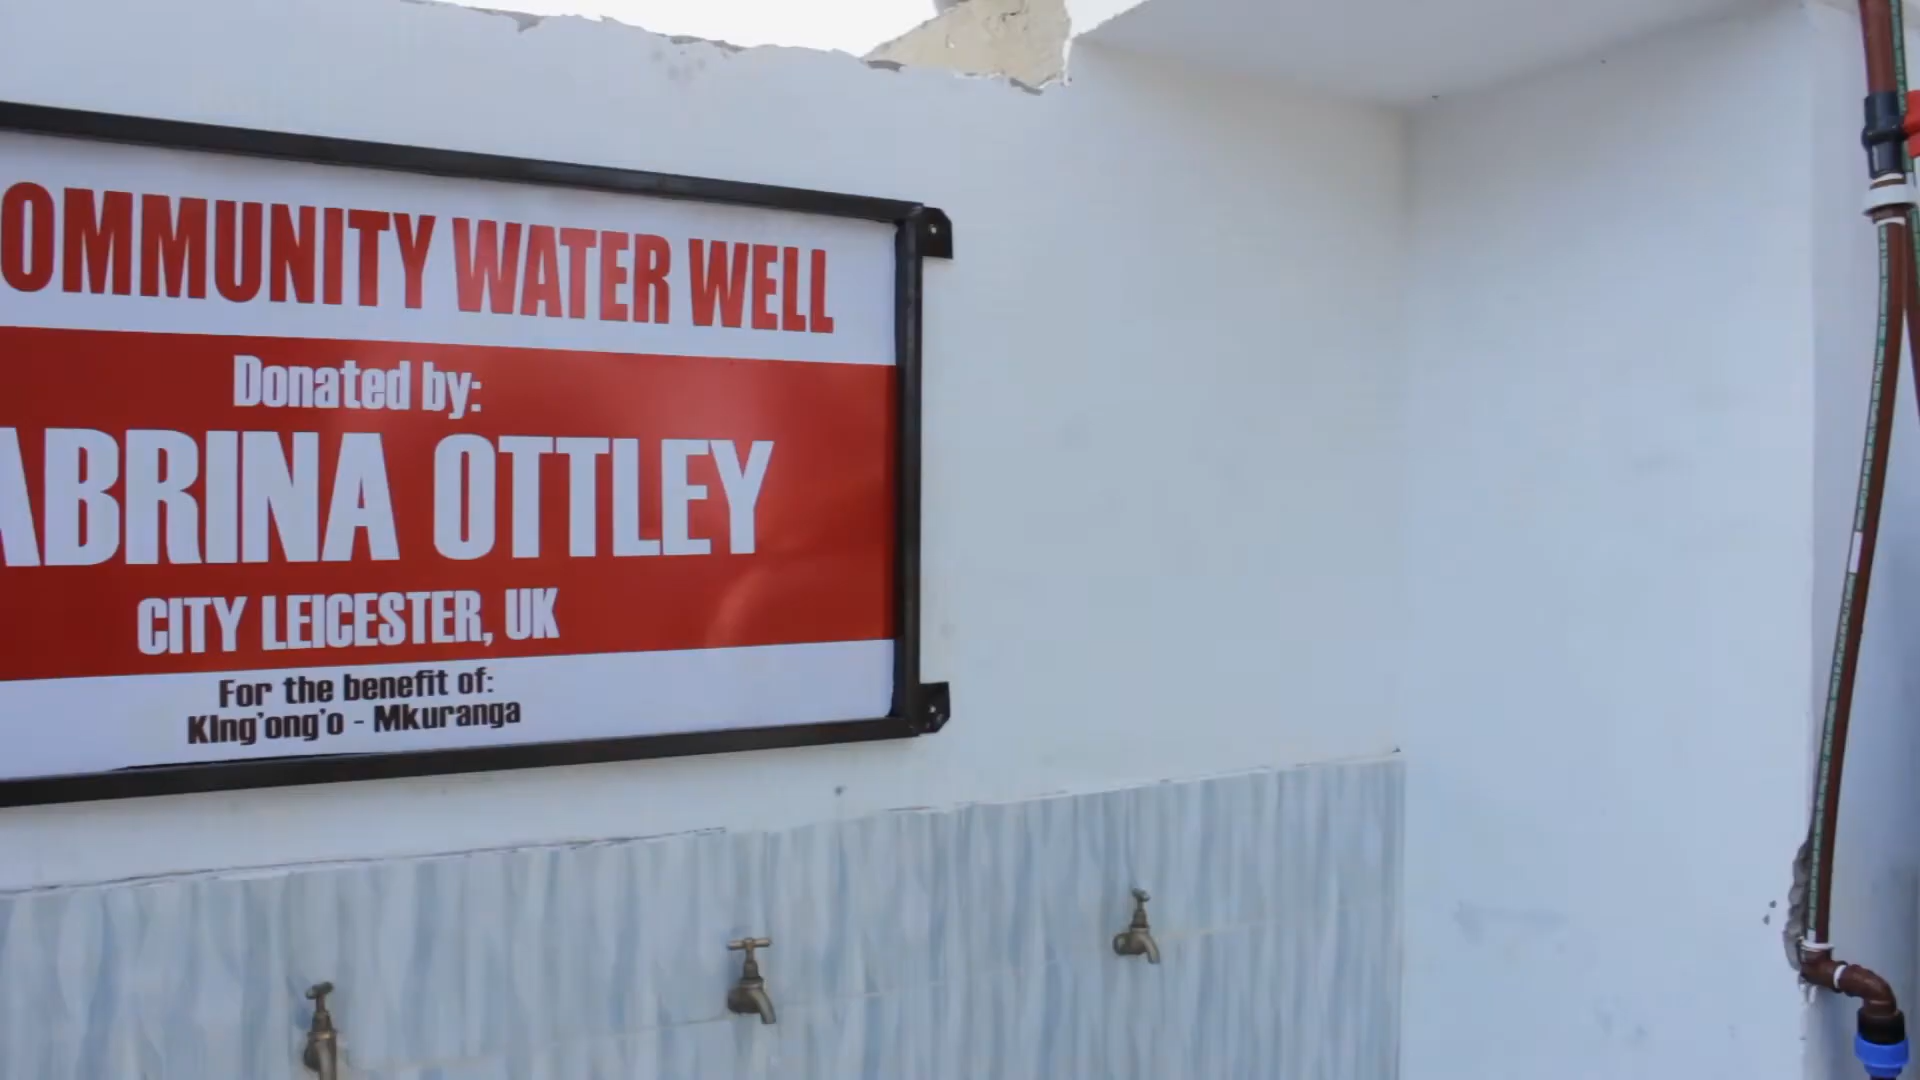 OMMUNITY WATER WELL
Donated by:
ABRINA OTTLEY
CITY LEICESTER, UK
For the benefit of:
KIng'ong'o - Mkuranga